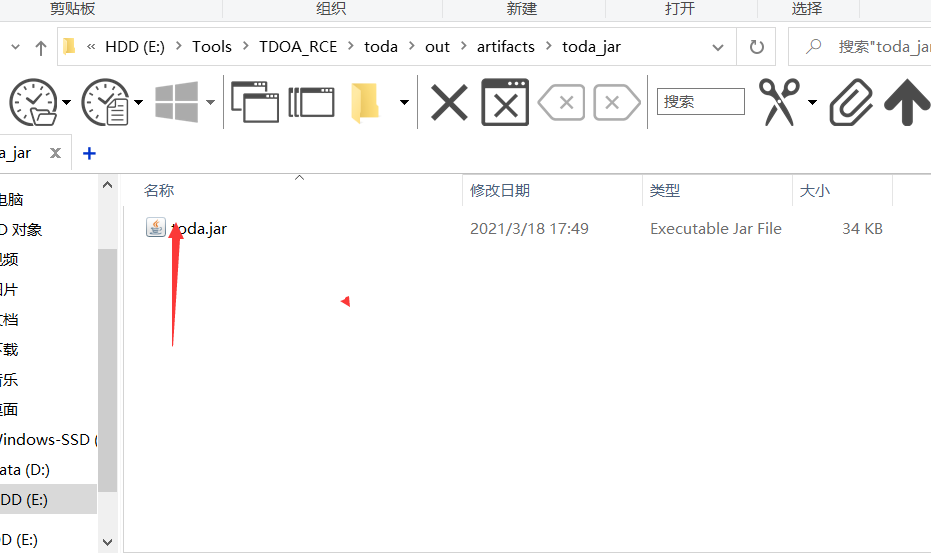 剪贴板 组织 新建 打开 选择
« HDD (E:) Tools TDOA_RCE toda out artifacts toda_jar 搜索"toda_jar
搜索
a_jar
名称 修改日期 类型 大小
toda.jar 2021/3/18 17:49 Executable Jar File 34 KB
电脑
D 对象
视频
图片
文档
下载
音乐
桌面
Windows-SSD (
ata (D:)
HDD (E:)
D (E:)